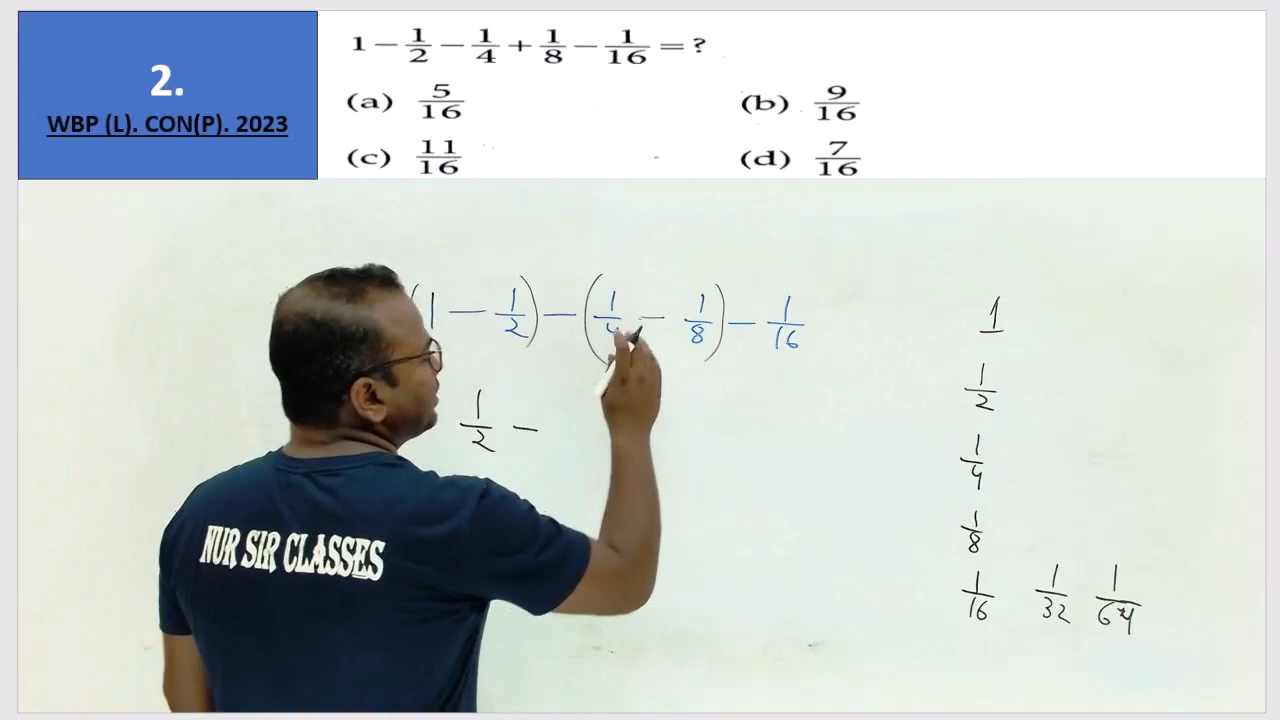 2.
WBP (L). CON(P). 2023
1 - 1/2 - 1/4 + 1/8 - 1/16 = ?
(a) 5/16
(b) 9/16
(c) 11/16
(d) 7/16
(1 - 1/2) - (1/4 - 1/8) - 1/16
1/2 -
1
1/2
1/4
1/8
1/16 1/32 1/64
NUR SIR CLASSES